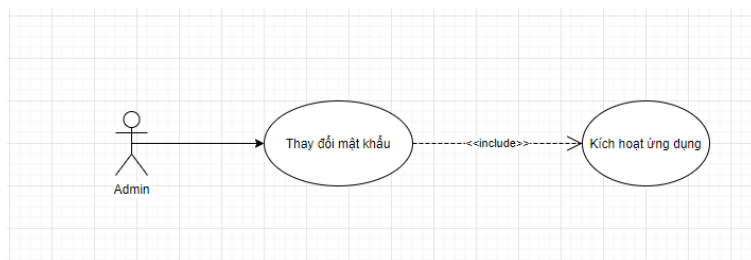 Thay đổi mật khẩu
<<include>>
Kích hoạt ứng dụng
Admin